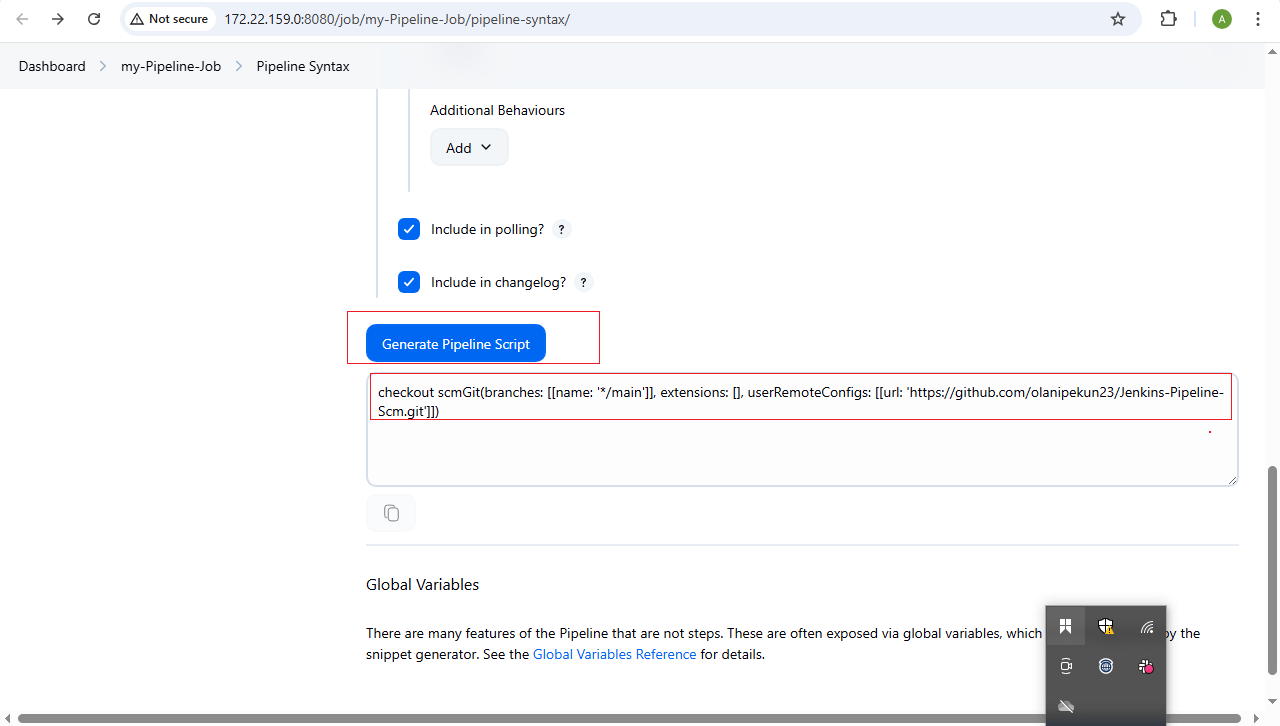 Not secure
172.22.159.0:8080/job/my-Pipeline-Job/pipeline-syntax/
A
Dashboard
my-Pipeline-Job
Pipeline Syntax
Additional Behaviours
Add
Include in polling? ?
Include in changelog? ?
Generate Pipeline Script
checkout scmGit(branches: [[name: '*/main']], extensions: [], userRemoteConfigs: [[url: 'https://github.com/olanipekun23/Jenkins-Pipeline-
Scm.git']])
Global Variables
There are many features of the Pipeline that are not steps. These are often exposed via global variables, which by the
snippet generator. See the Global Variables Reference for details.